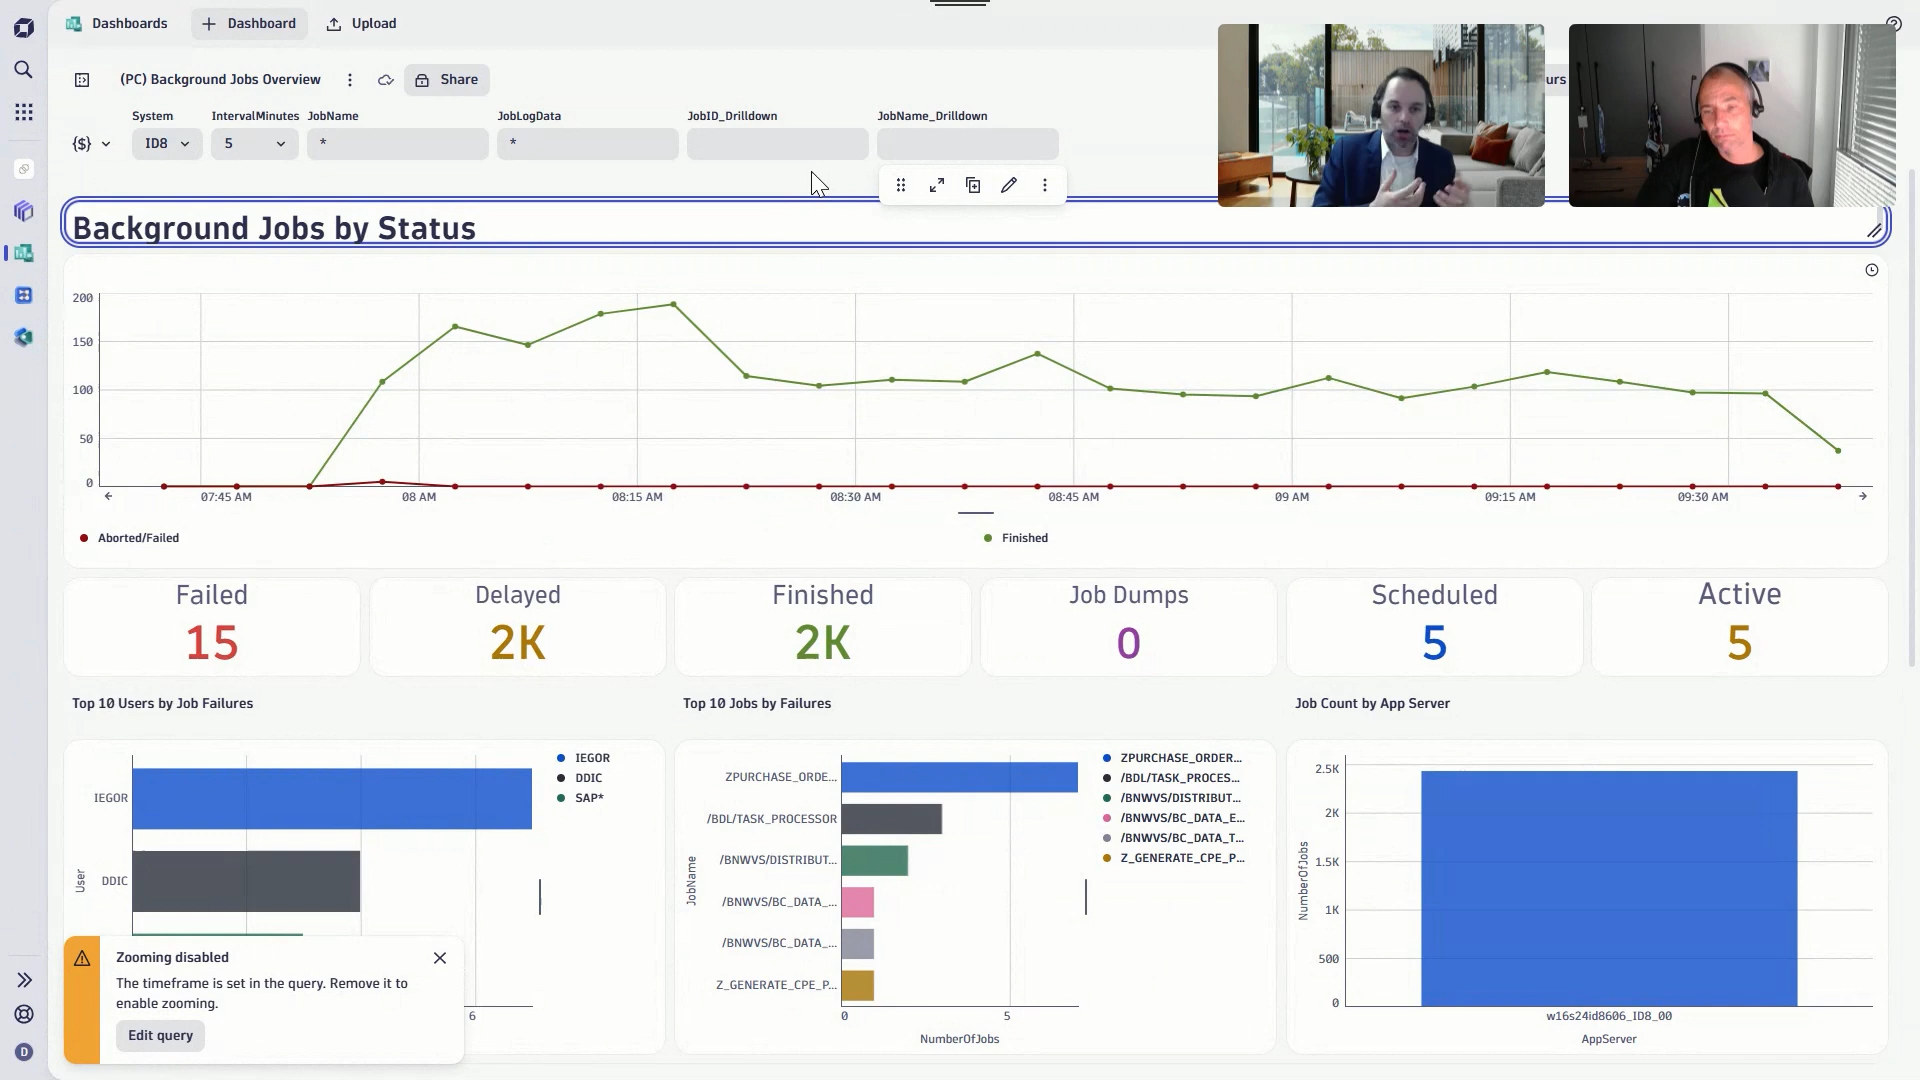 Dashboards
Dashboard
Upload
(PC) Background Jobs Overview
Share
urs
System
IntervalMinutes
JobName
JobLogData
JobID_Drilldown
JobName_Drilldown
{$}
ID8
5
*
*
Background Jobs by Status
200
150
100
50
0
07:45 AM
08 AM
08:15 AM
08:30 AM
08:45 AM
09 AM
09:15 AM
09:30 AM
Aborted/Failed
Finished
Failed
15
Delayed
2K
Finished
2K
Job Dumps
0
Scheduled
5
Active
5
Top 10 Users by Job Failures
User
IEGOR
DDIC
6
IEGOR
DDIC
SAP*
Top 10 Jobs by Failures
JobName
ZPURCHASE_ORDE...
/BDL/TASK_PROCESSOR
/BNWVS/DISTRIBUT...
/BNWVS/BC_DATA_...
/BNWVS/BC_DATA_...
Z_GENERATE_CPE_P...
0
5
NumberOfJobs
ZPURCHASE_ORDER...
/BDL/TASK_PROCES...
/BNWVS/DISTRIBUT...
/BNWVS/BC_DATA_E...
/BNWVS/BC_DATA_T...
Z_GENERATE_CPE_P...
Job Count by App Server
NumberOfJobs
2.5K
2K
1.5K
1K
500
0
w16s24id8606_ID8_00
AppServer
Zooming disabled
The timeframe is set in the query. Remove it to
enable zooming.
Edit query
D